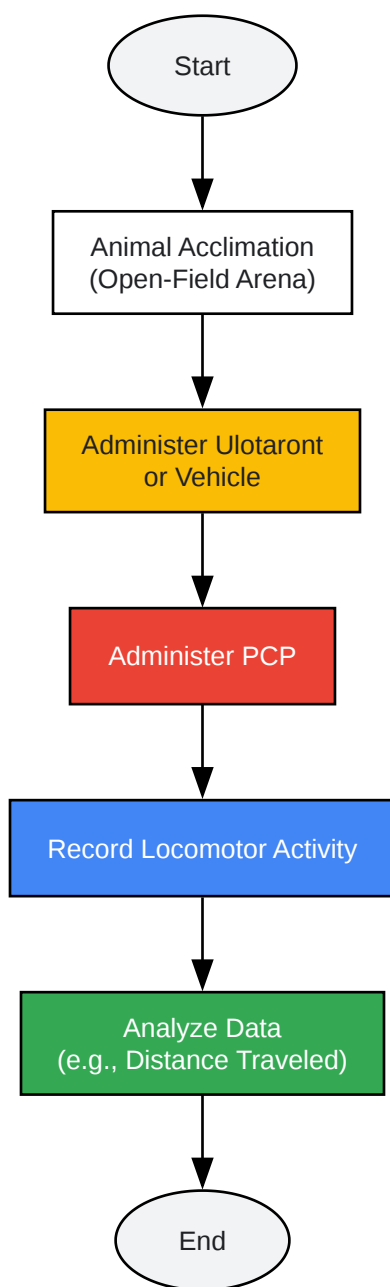 Start
Animal Acclimation
(Open-Field Arena)
Administer Ulotaront
or Vehicle
Administer PCP
Record Locomotor Activity
Analyze Data
(e.g., Distance Traveled)
End